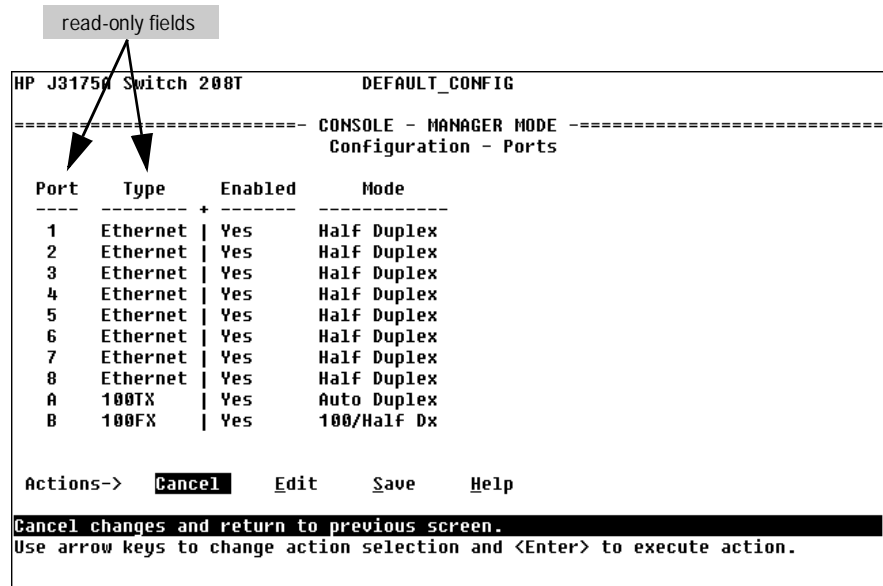 read-only fields
HP J3175A Switch 208T DEFAULT_CONFIG
==========================- CONSOLE - MANAGER MODE -============================
Configuration - Ports
Port Type Enabled Mode
---- -------- + ------- ------------
1 Ethernet | Yes Half Duplex
2 Ethernet | Yes Half Duplex
3 Ethernet | Yes Half Duplex
4 Ethernet | Yes Half Duplex
5 Ethernet | Yes Half Duplex
6 Ethernet | Yes Half Duplex
7 Ethernet | Yes Half Duplex
8 Ethernet | Yes Half Duplex
A 100TX | Yes Auto Duplex
B 100FX | Yes 100/Half Dx
Actions-> Cancel Edit Save Help
Cancel changes and return to previous screen.
Use arrow keys to change action selection and <Enter> to execute action.